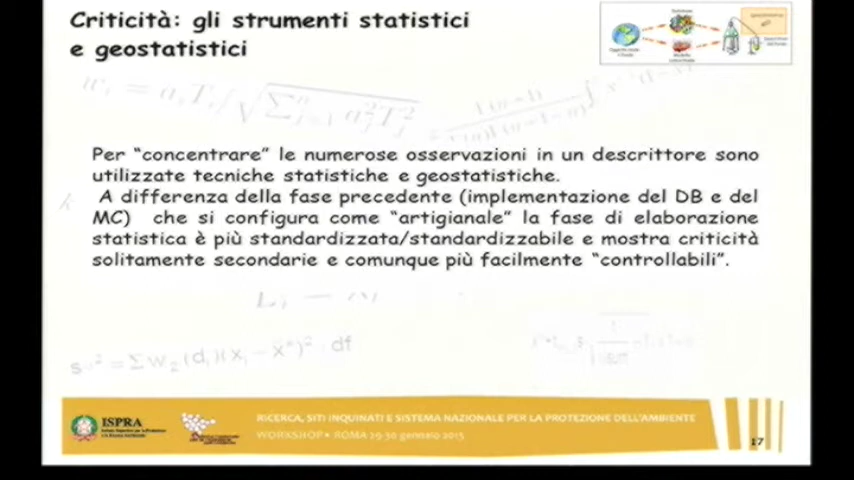 Criticità: gli strumenti statistici
e geostatistici
Per “concentrare” le numerose osservazioni in un descrittore sono
utilizzate tecniche statistiche e geostatistiche.
A differenza della fase precedente (implementazione del DB e del
MC) che si configura come “artigianale” la fase di elaborazione
statistica è più standardizzata/standardizzabile e mostra criticità
solitamente secondarie e comunque più facilmente “controllabili”.
ISPRA
RICERCA, SITI INQUINATI E SISTEMA NAZIONALE PER LA PROTEZIONE DELL'AMBIENTE
WORKSHOP • ROMA 29-30 gennaio 2015
17